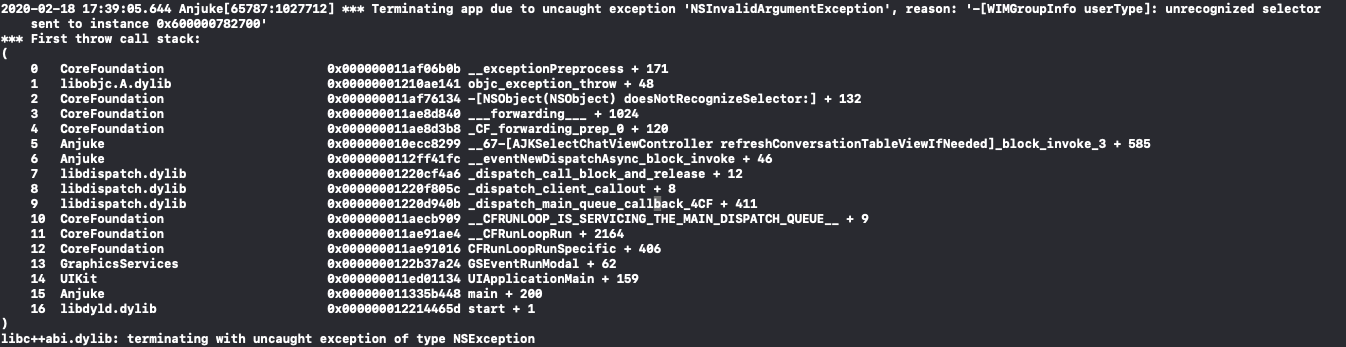 2020-02-18 17:39:05.644 Anjuke[65787:1027712] *** Terminating app due to uncaught exception 'NSInvalidArgumentException', reason: '-[WIMGroupInfo userType]: unrecognized selector
sent to instance 0x600000782700'
*** First throw call stack:
(
0 CoreFoundation 0x000000011af06b0b __exceptionPreprocess + 171
1 libobjc.A.dylib 0x00000001210ae141 objc_exception_throw + 48
2 CoreFoundation 0x000000011af76134 -[NSObject(NSObject) doesNotRecognizeSelector:] + 132
3 CoreFoundation 0x000000011ae8d840 ___forwarding___ + 1024
4 CoreFoundation 0x000000011ae8d3b8 _CF_forwarding_prep_0 + 120
5 Anjuke 0x000000010ecc8299 __67-[AJKSelectChatViewController refreshConversationTableViewIfNeeded]_block_invoke_3 + 585
6 Anjuke 0x0000000112ff41fc __eventNewDispatchAsync_block_invoke + 46
7 libdispatch.dylib 0x00000001220cf4a6 _dispatch_call_block_and_release + 12
8 libdispatch.dylib 0x00000001220f805c _dispatch_client_callout + 8
9 libdispatch.dylib 0x00000001220d940b _dispatch_main_queue_callback_4CF + 411
10 CoreFoundation 0x000000011aecb909 __CFRUNLOOP_IS_SERVICING_THE_MAIN_DISPATCH_QUEUE__ + 9
11 CoreFoundation 0x000000011ae91ae4 __CFRunLoopRun + 2164
12 CoreFoundation 0x000000011ae91016 CFRunLoopRunSpecific + 406
13 GraphicsServices 0x0000000122b37a24 GSEventRunModal + 62
14 UIKit 0x000000011ed01134 UIApplicationMain + 159
15 Anjuke 0x000000011335b448 main + 200
16 libdyld.dylib 0x000000012214465d start + 1
)
libc++abi.dylib: terminating with uncaught exception of type NSException